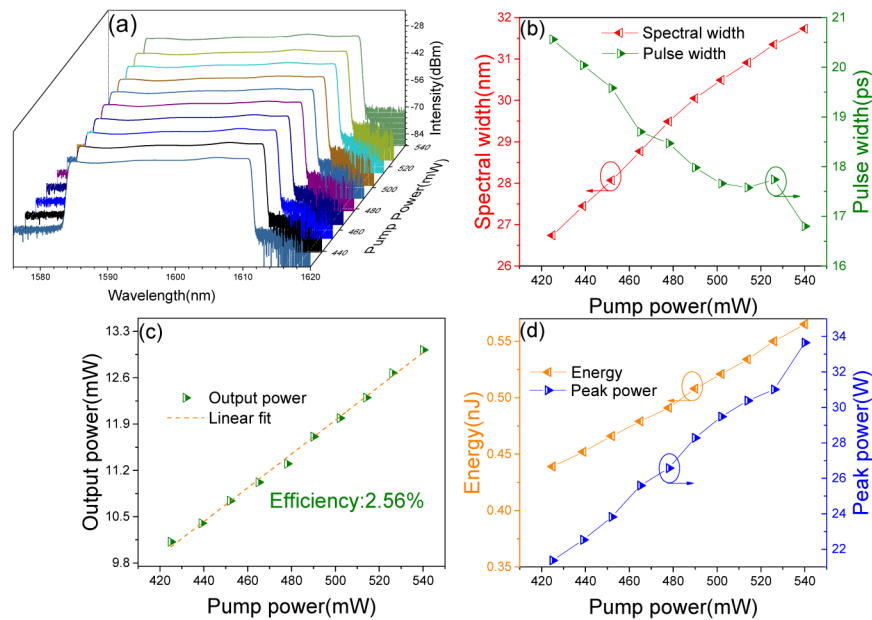 (a)
-28
-42
-56
-70
-84
Intensity(dBm)
540
520
500
480
460
440
Pump Power(mW)
1580
1590
1600
1610
1620
Wavelength(nm)
(b)
Spectral width
Pulse width
32
31
30
29
28
27
26
Spectral width(nm)
21
20
19
18
17
16
Pulse width(ps)
420 440 460 480 500 520 540
Pump power(mW)
(c)
13.3
12.6
11.9
11.2
10.5
9.8
Output power(mW)
Output power
Linear fit
Efficiency:2.56%
420 440 460 480 500 520 540
Pump power(mW)
(d)
Energy
Peak power
0.55
0.50
0.45
0.40
0.35
Energy(nJ)
34
32
30
28
26
24
22
Peak power(W)
420 440 460 480 500 520 540
Pump power(mW)